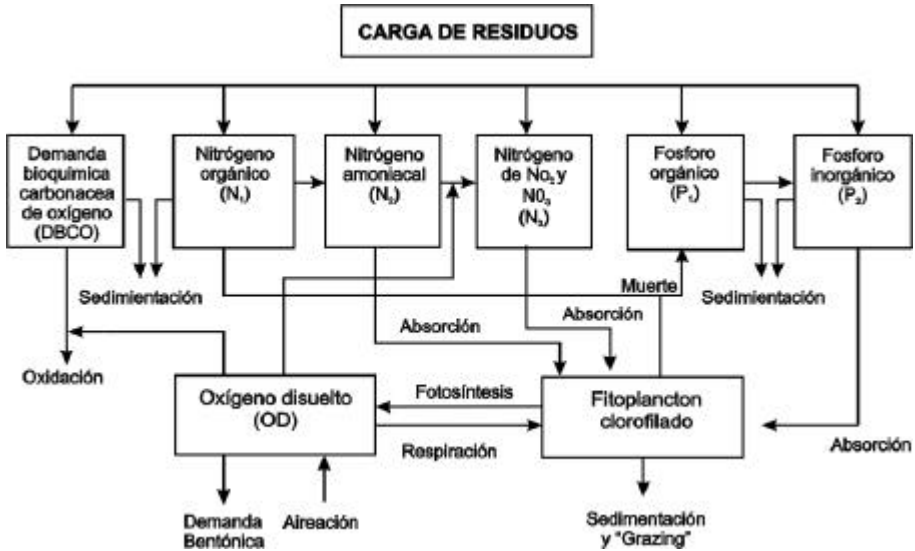 CARGA DE RESIDUOS
Demanda
bioquímica
carbonacea
de oxígeno
(DBCO)
Nitrógeno
orgánico
(N₁)
Nitrógeno
amoniacal
(N₂)
Nitrógeno
de No₂ y
N0₃
(N₃)
Fosforo
orgánico
(P₁)
Fosforo
inorgánico
(P₂)
Sedimientación
Muerte
Sedimientación
Absorción
Absorción
Oxidación
Oxígeno disuelto
(OD)
Fotosíntesis
Respiración
Fitoplancton
clorofilado
Absorción
Demanda
Bentónica
Aireación
Sedimentación
y "Grazing"